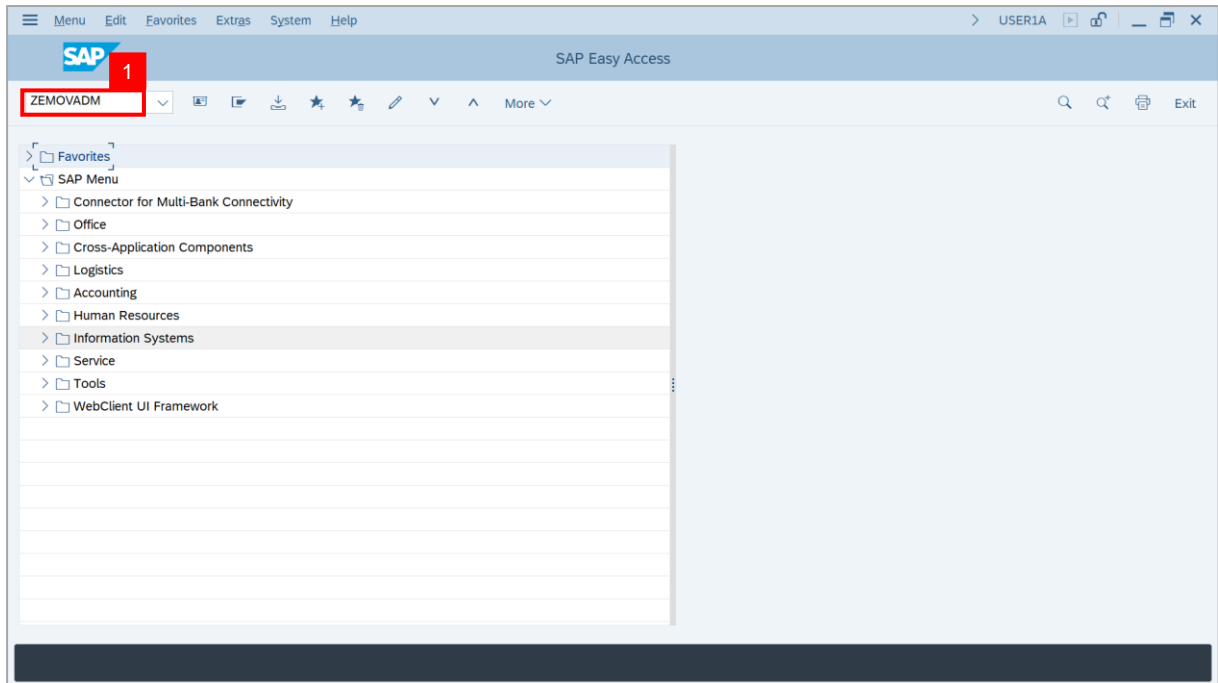 Menu Edit Favorites Extras System Help USER1A
SAP SAP Easy Access
1
ZEMOVADM More Exit
Favorites
SAP Menu
Connector for Multi-Bank Connectivity
Office
Cross-Application Components
Logistics
Accounting
Human Resources
Information Systems
Service
Tools
WebClient UI Framework